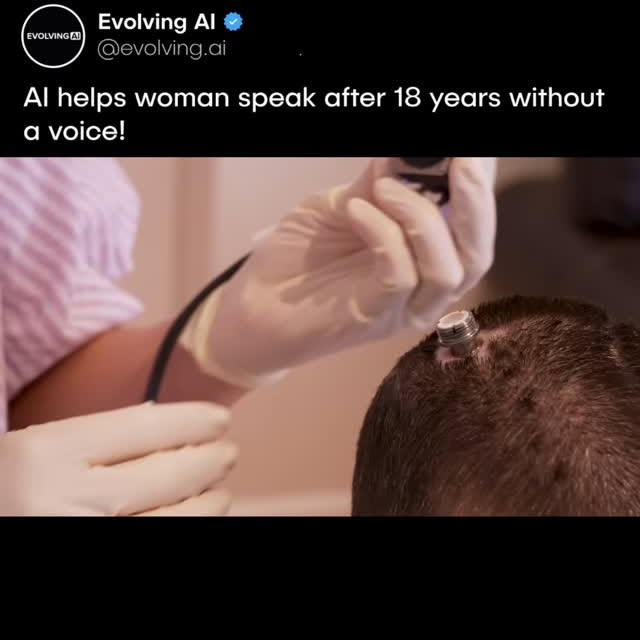 Evolving AI
EVOLVING AI
@evolving.ai
AI helps woman speak after 18 years without
a voice!